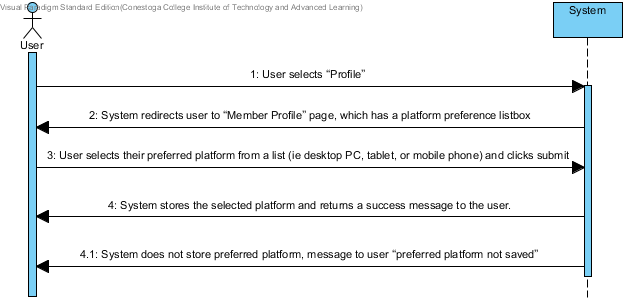 Visual Paradigm Standard Edition(Conestoga College Institute of Technology and Advanced Learning)
System
User
1: User selects “Profile”
2: System redirects user to “Member Profile” page, which has a platform preference listbox
3: User selects their preferred platform from a list (ie desktop PC, tablet, or mobile phone) and clicks submit
4: System stores the selected platform and returns a success message to the user.
4.1: System does not store preferred platform, message to user “preferred platform not saved”